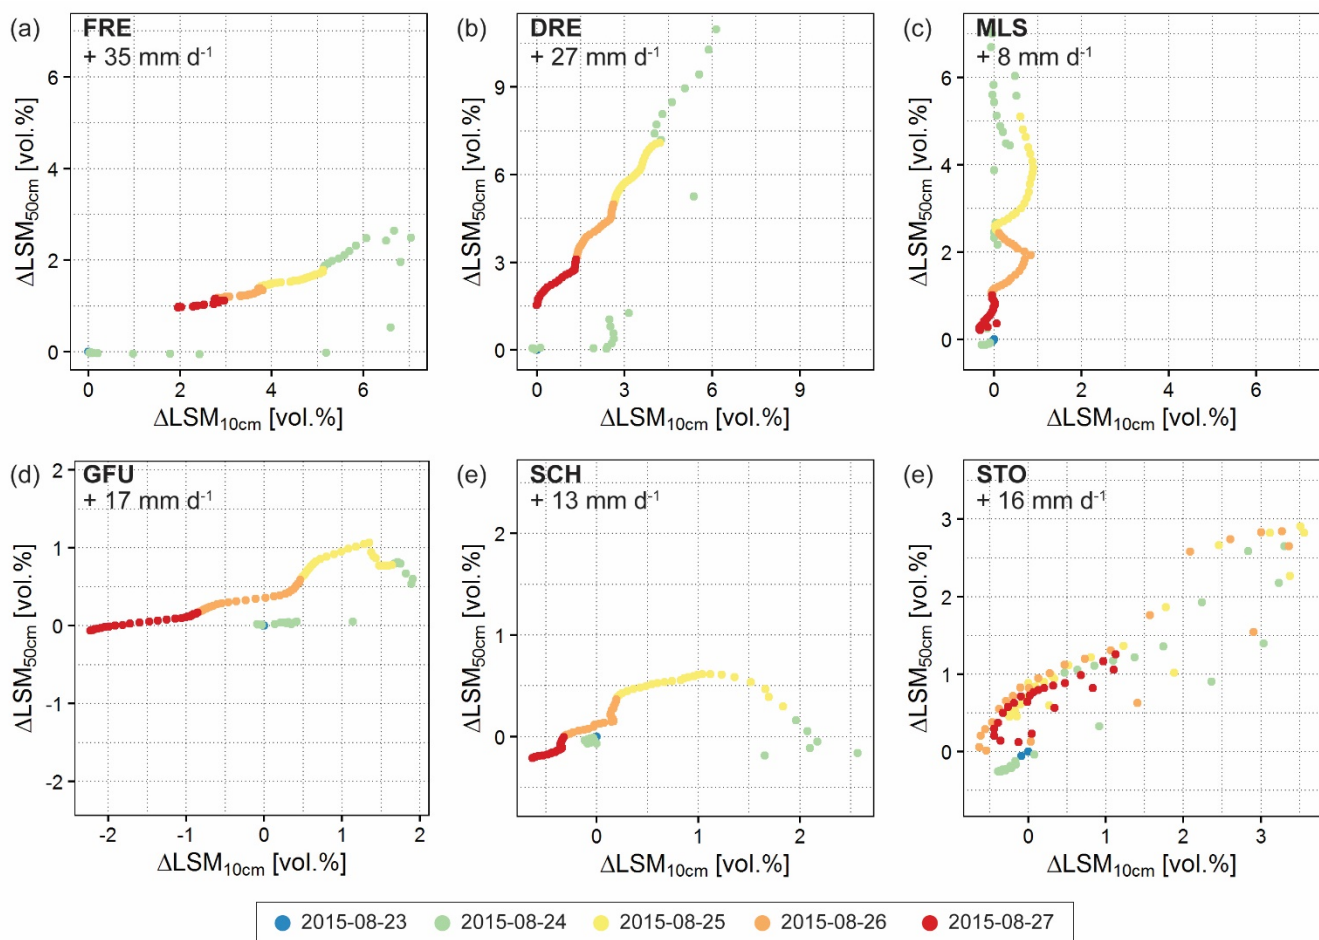 (a) FRE
+ 35 mm d⁻¹
6
4
2
0
ΔLSM₅₀cm [vol.%]
0 2 4 6
ΔLSM₁₀cm [vol.%]
(b) DRE
+ 27 mm d⁻¹
9
6
3
0
ΔLSM₅₀cm [vol.%]
0 3 6 9
ΔLSM₁₀cm [vol.%]
(c) MLS
+ 8 mm d⁻¹
6
4
2
0
ΔLSM₅₀cm [vol.%]
0 2 4 6
ΔLSM₁₀cm [vol.%]
(d) GFU
+ 17 mm d⁻¹
2
1
0
-1
-2
ΔLSM₅₀cm [vol.%]
-2 -1 0 1 2
ΔLSM₁₀cm [vol.%]
(e) SCH
+ 13 mm d⁻¹
2
1
0
ΔLSM₅₀cm [vol.%]
0 1 2
ΔLSM₁₀cm [vol.%]
(e) STO
+ 16 mm d⁻¹
3
2
1
0
ΔLSM₅₀cm [vol.%]
0 1 2 3
ΔLSM₁₀cm [vol.%]
2015-08-23 2015-08-24 2015-08-25 2015-08-26 2015-08-27